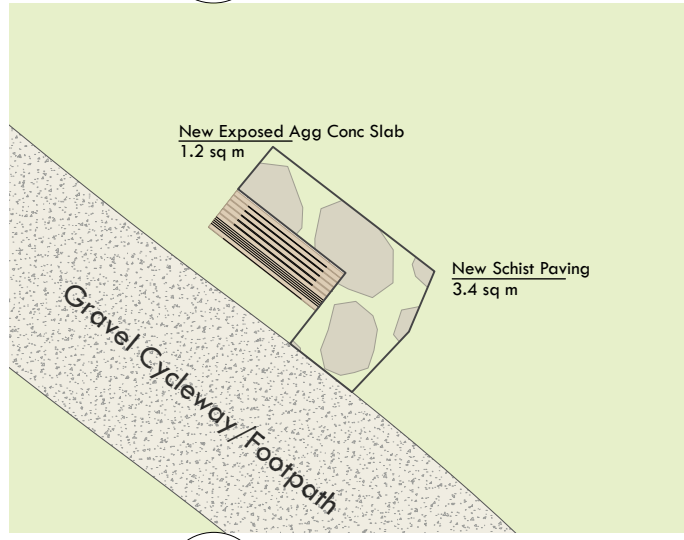 New Exposed Agg Conc Slab
1.2 sq m
New Schist Paving
3.4 sq m
Gravel Cycleway/Footpath